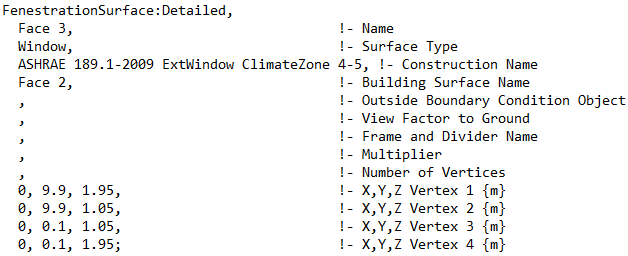 FenestrationSurface:Detailed,
  Face 3,                                 !- Name
  Window,                                 !- Surface Type
  ASHRAE 189.1-2009 ExtWindow ClimateZone 4-5, !- Construction Name
  Face 2,                                 !- Building Surface Name
  ,                                       !- Outside Boundary Condition Object
  ,                                       !- View Factor to Ground
  ,                                       !- Frame and Divider Name
  ,                                       !- Multiplier
  ,                                       !- Number of Vertices
  0, 9.9, 1.95,                           !- X,Y,Z Vertex 1 {m}
  0, 9.9, 1.05,                           !- X,Y,Z Vertex 2 {m}
  0, 0.1, 1.05,                           !- X,Y,Z Vertex 3 {m}
  0, 0.1, 1.95;                           !- X,Y,Z Vertex 4 {m}